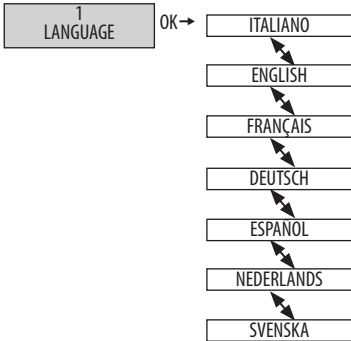 1
LANGUAGE
OK→
ITALIANO
ENGLISH
FRANÇAIS
DEUTSCH
ESPAÑOL
NEDERLANDS
SVENSKA